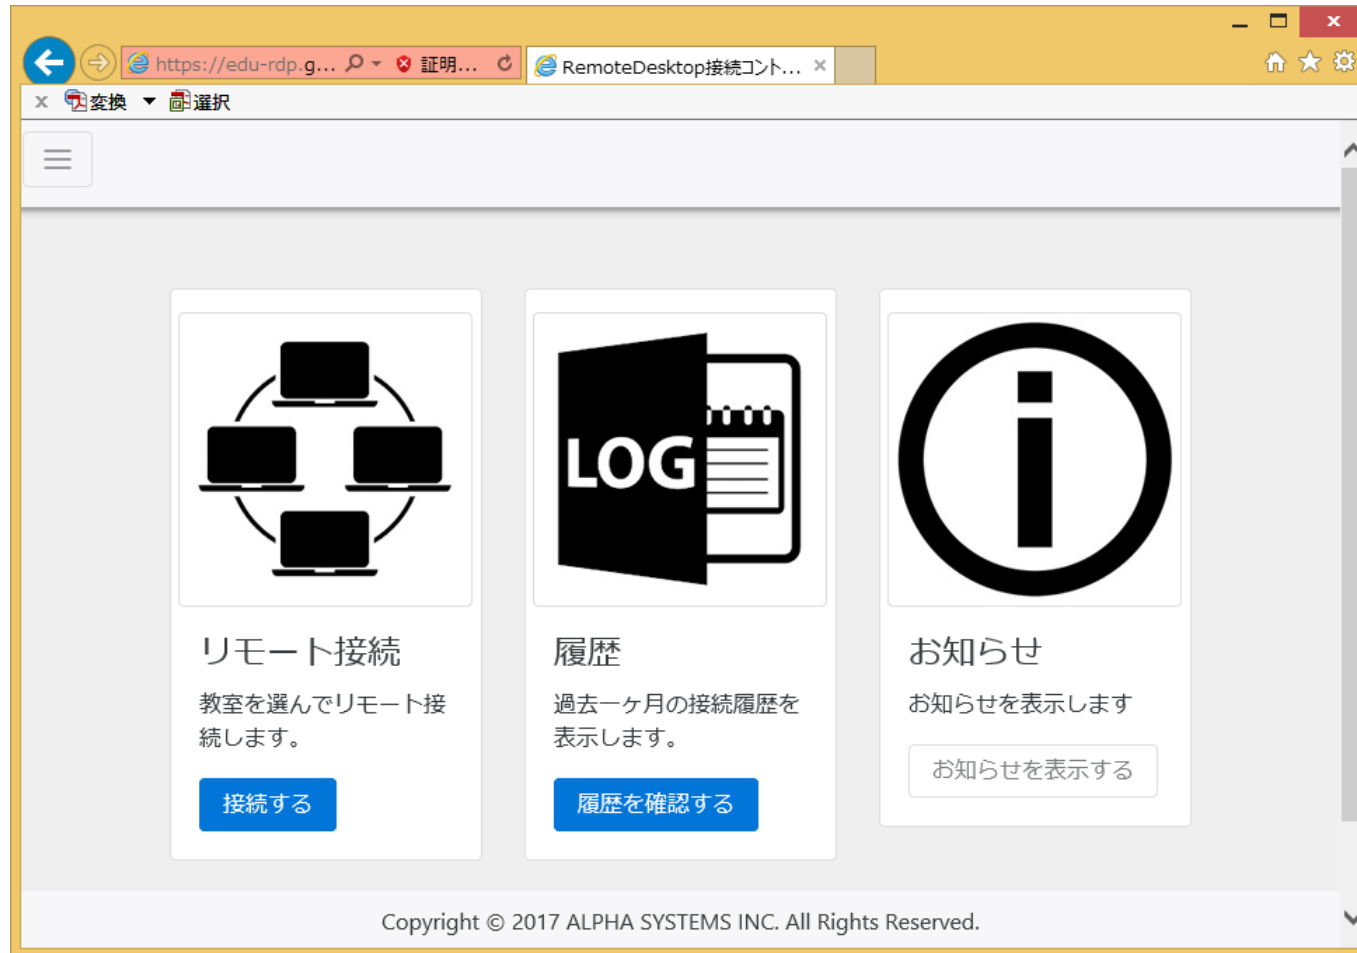 https://edu-rdp.g... 証明... RemoteDesktop接続コント...
変換 選択
LOG
リモート接続
教室を選んでリモート接
続します。
接続する
履歴
過去一ヶ月の接続履歴を
表示します。
履歴を確認する
お知らせ
お知らせを表示します
お知らせを表示する
Copyright © 2017 ALPHA SYSTEMS INC. All Rights Reserved.